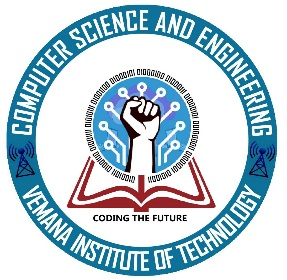 COMPUTER SCIENCE AND ENGINEERING
CODING THE FUTURE
VEMANA INSTITUTE OF TECHNOLOGY